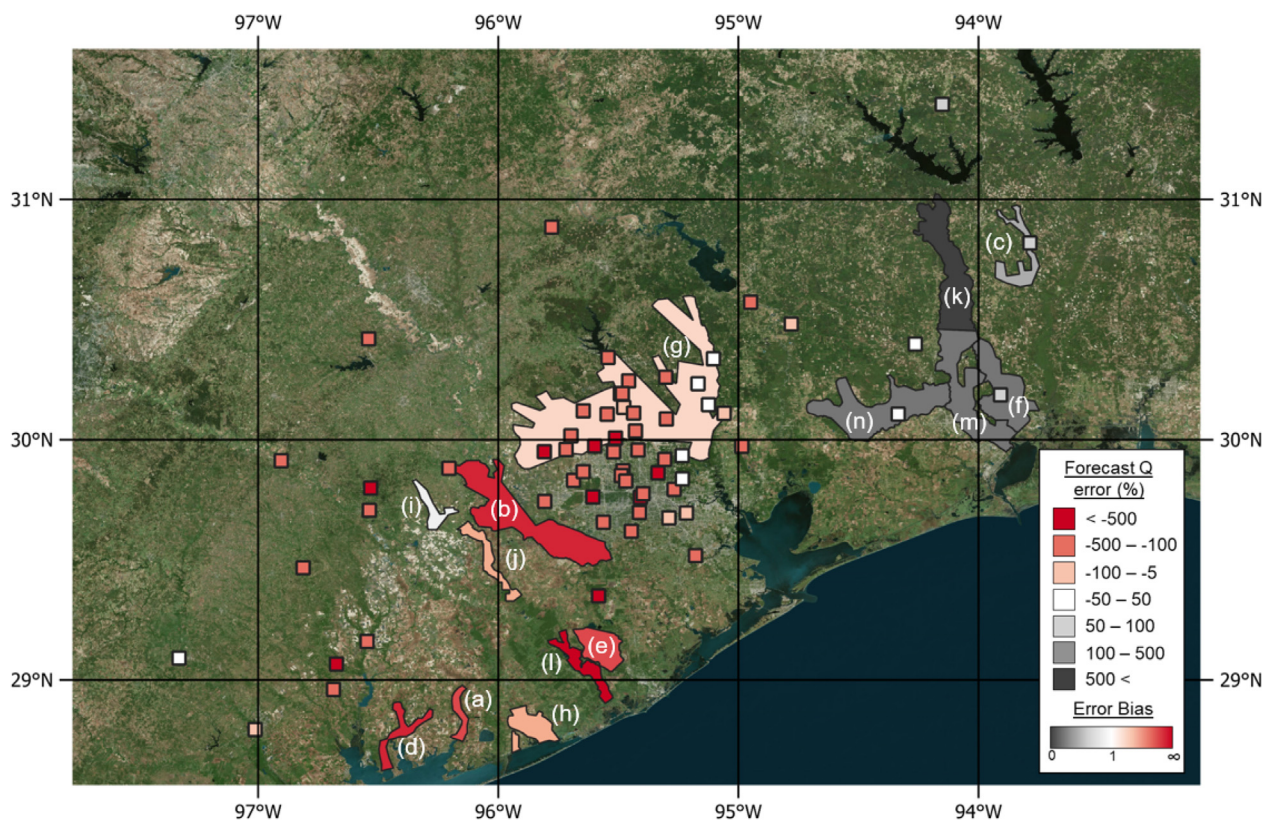 97°W 96°W 95°W 94°W
31°N 31°N
(c)
(k)
(g)
(n) (m) (f)
30°N 30°N
(i) (b)
(j)
(e)
(l)
29°N 29°N
(a)
(h)
(d)
Forecast Q
error (%)
< -500
-500 – -100
-100 – -5
-50 – 50
50 – 100
100 – 500
500 <
Error Bias
0 1 ∞
97°W 96°W 95°W 94°W